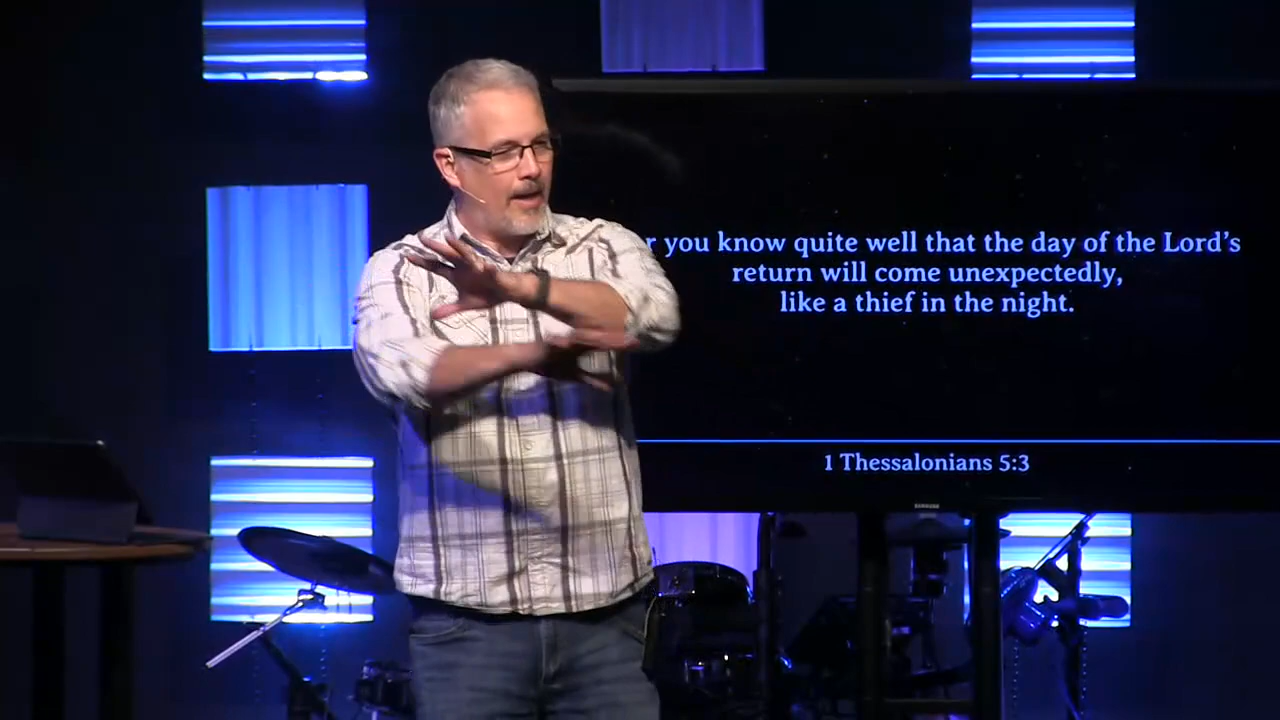 r you know quite well that the day of the Lord's
return will come unexpectedly,
like a thief in the night.
1 Thessalonians 5:3
SAMSUNG